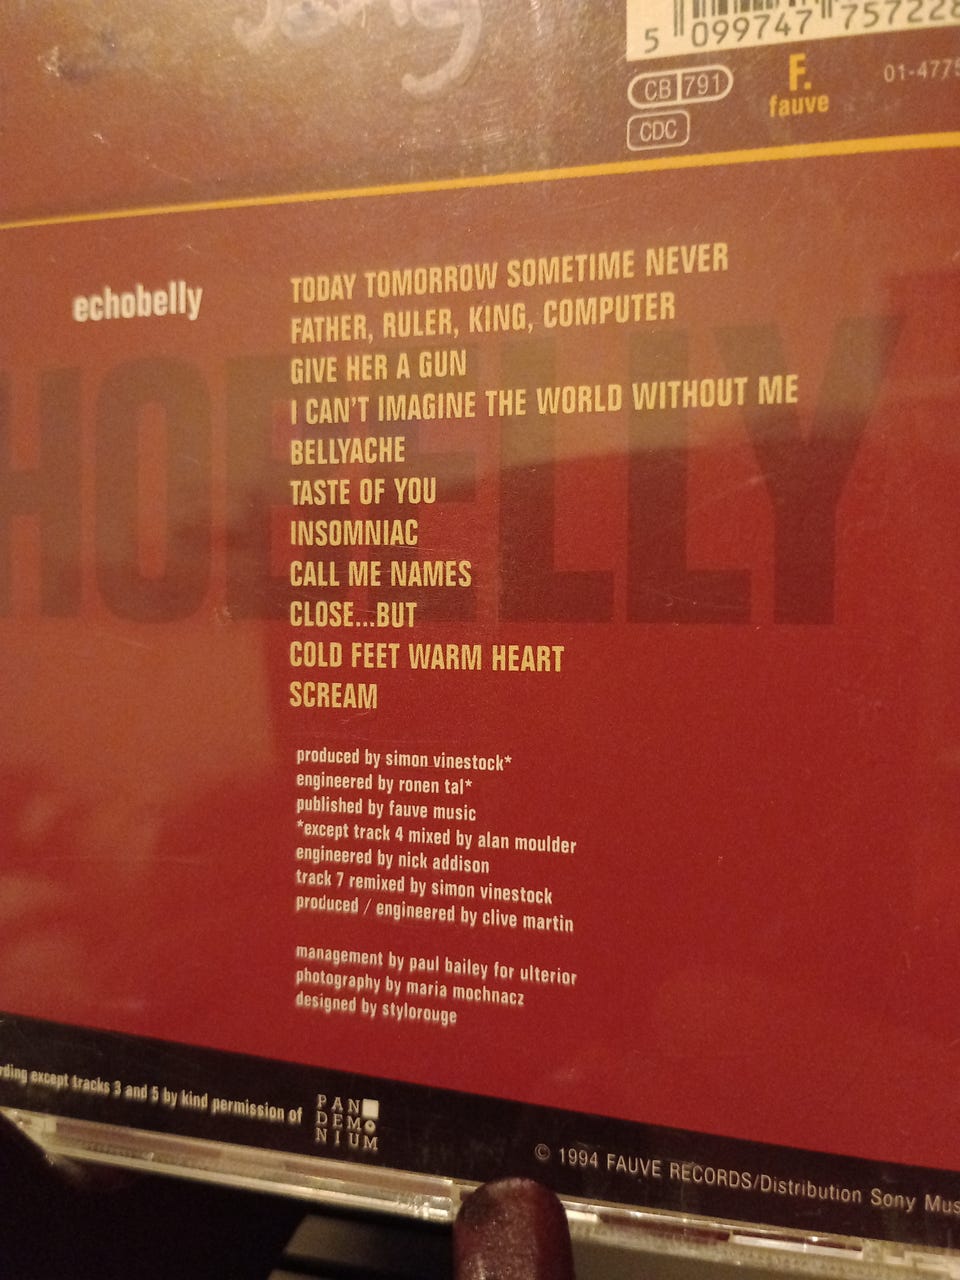 5 099747 757228
CB 791
F.
fauve
01-4775
CDC
echobelly
TODAY TOMORROW SOMETIME NEVER
FATHER, RULER, KING, COMPUTER
GIVE HER A GUN
I CAN'T IMAGINE THE WORLD WITHOUT ME
BELLYACHE
TASTE OF YOU
INSOMNIAC
CALL ME NAMES
CLOSE...BUT
COLD FEET WARM HEART
SCREAM
HOBELLY
produced by simon vinestock*
engineered by ronen tal*
published by fauve music
*except track 4 mixed by alan moulder
engineered by nick addison
track 7 remixed by simon vinestock
produced / engineered by clive martin
management by paul bailey for ulterior
photography by maria mochnacz
designed by stylorouge
rding except tracks 3 and 5 by kind permission of
PAN
DEMO
NIUM
© 1994 FAUVE RECORDS/Distribution Sony Mus